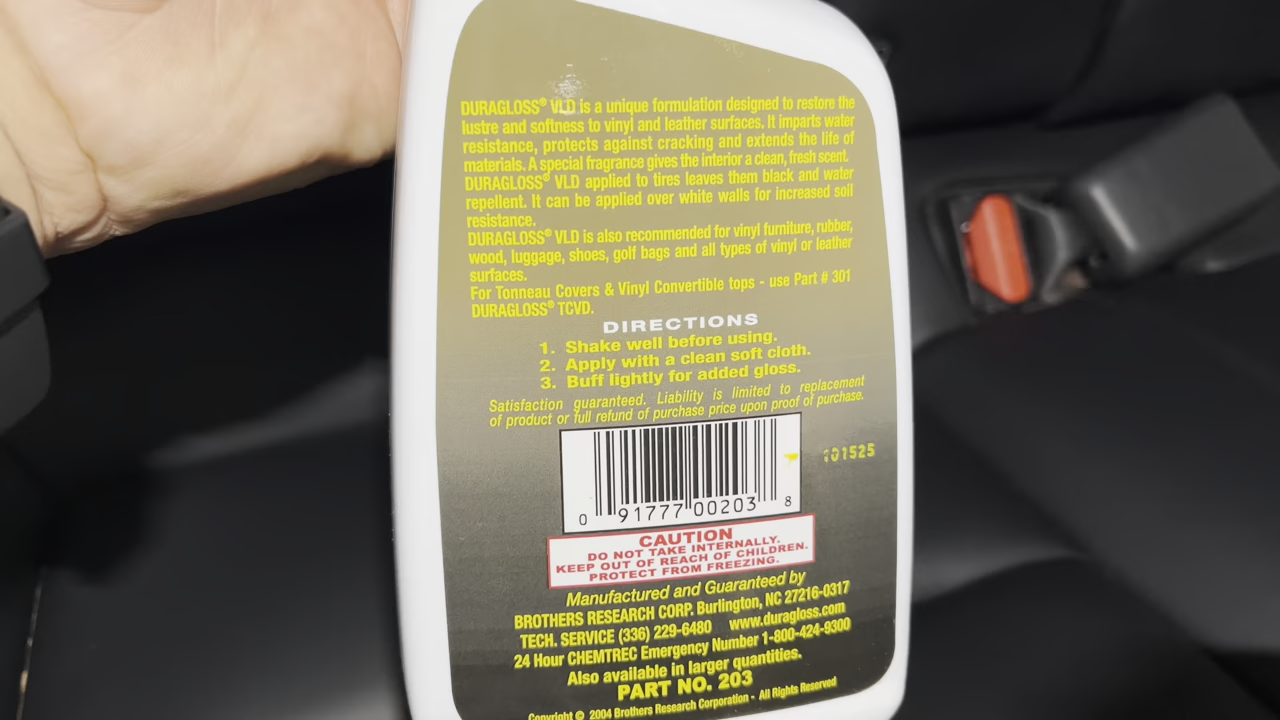 DURAGLOSS® VLD is a unique formulation designed to restore the
lustre and softness to vinyl and leather surfaces. It imparts water
resistance, protects against cracking and extends the life of
materials. A special fragrance gives the interior a clean, fresh scent.
DURAGLOSS® VLD applied to tires leaves them black and water
repellent. It can be applied over white walls for increased soil
resistance.
DURAGLOSS® VLD is also recommended for vinyl furniture, rubber,
wood, luggage, shoes, golf bags and all types of vinyl or leather
surfaces.
For Tonneau Covers & Vinyl Convertible tops - use Part # 301
DURAGLOSS® TCVD.
DIRECTIONS
1. Shake well before using.
2. Apply with a clean soft cloth.
3. Buff lightly for added gloss.
Satisfaction guaranteed. Liability is limited to replacement
of product or full refund of purchase price upon proof of purchase.
0 91777 00203 8
CAUTION
DO NOT TAKE INTERNALLY.
KEEP OUT OF REACH OF CHILDREN.
PROTECT FROM FREEZING.
Manufactured and Guaranteed by
BROTHERS RESEARCH CORP. Burlington, NC 27216-0317
TECH. SERVICE (336) 229-6480 www.duragloss.com
24 Hour CHEMTREC Emergency Number 1-800-424-9300
Also available in larger quantities.
PART NO. 203
Copyright © 2004 Brothers Research Corporation - All Rights Reserved